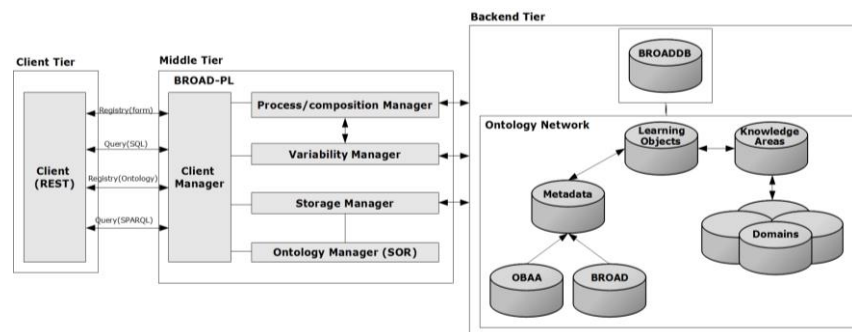 Backend Tier
Client Tier
Middle Tier
BROAD-PL
BROADDB
Registry(form)
Process/composition Manager
Ontology Network
Query(SQL)
Learning
Objects
Knowledge
Areas
Client
(REST)
Client
Manager
Variability Manager
Registry(Ontology)
Metadata
Storage Manager
Query(SPARQL)
Domains
Ontology Manager (SOR)
OBAA
BROAD